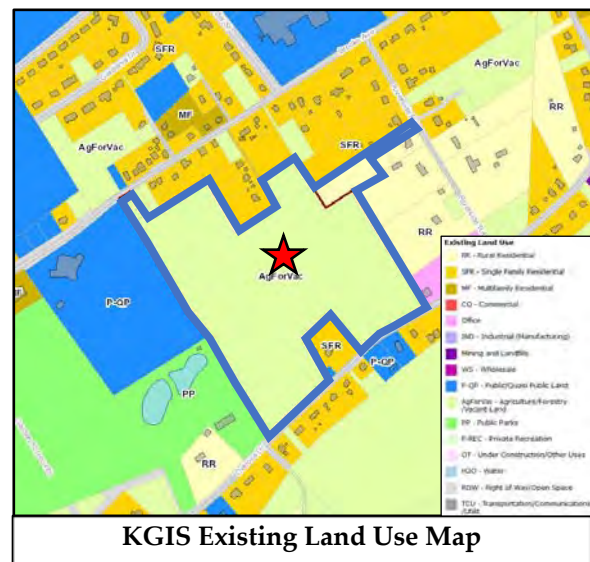 SFR
MF
AgForVac
AgForVac
RR
SFR
RR
AgForVac
P-QP
SFR
P-QP
PP
RR
Existing Land Use
RR - Rural Residential
SFR - Single Family Residential
MF - Multifamily Residential
CO - Commercial
Office
IND - Industrial (Manufacturing)
Mining and Landfills
WS - Wholesale
P-QP - Public/Quasi Public Land
AgForVac - Agriculture/Forestry
/Vacant Land
PP - Public Parks
P-REC - Private Recreation
OT - Under Construction/Other Uses
H2O - Water
ROW - Right of Way/Open Space
TCU - Transportation/Communications
/Utilit
KGIS Existing Land Use Map